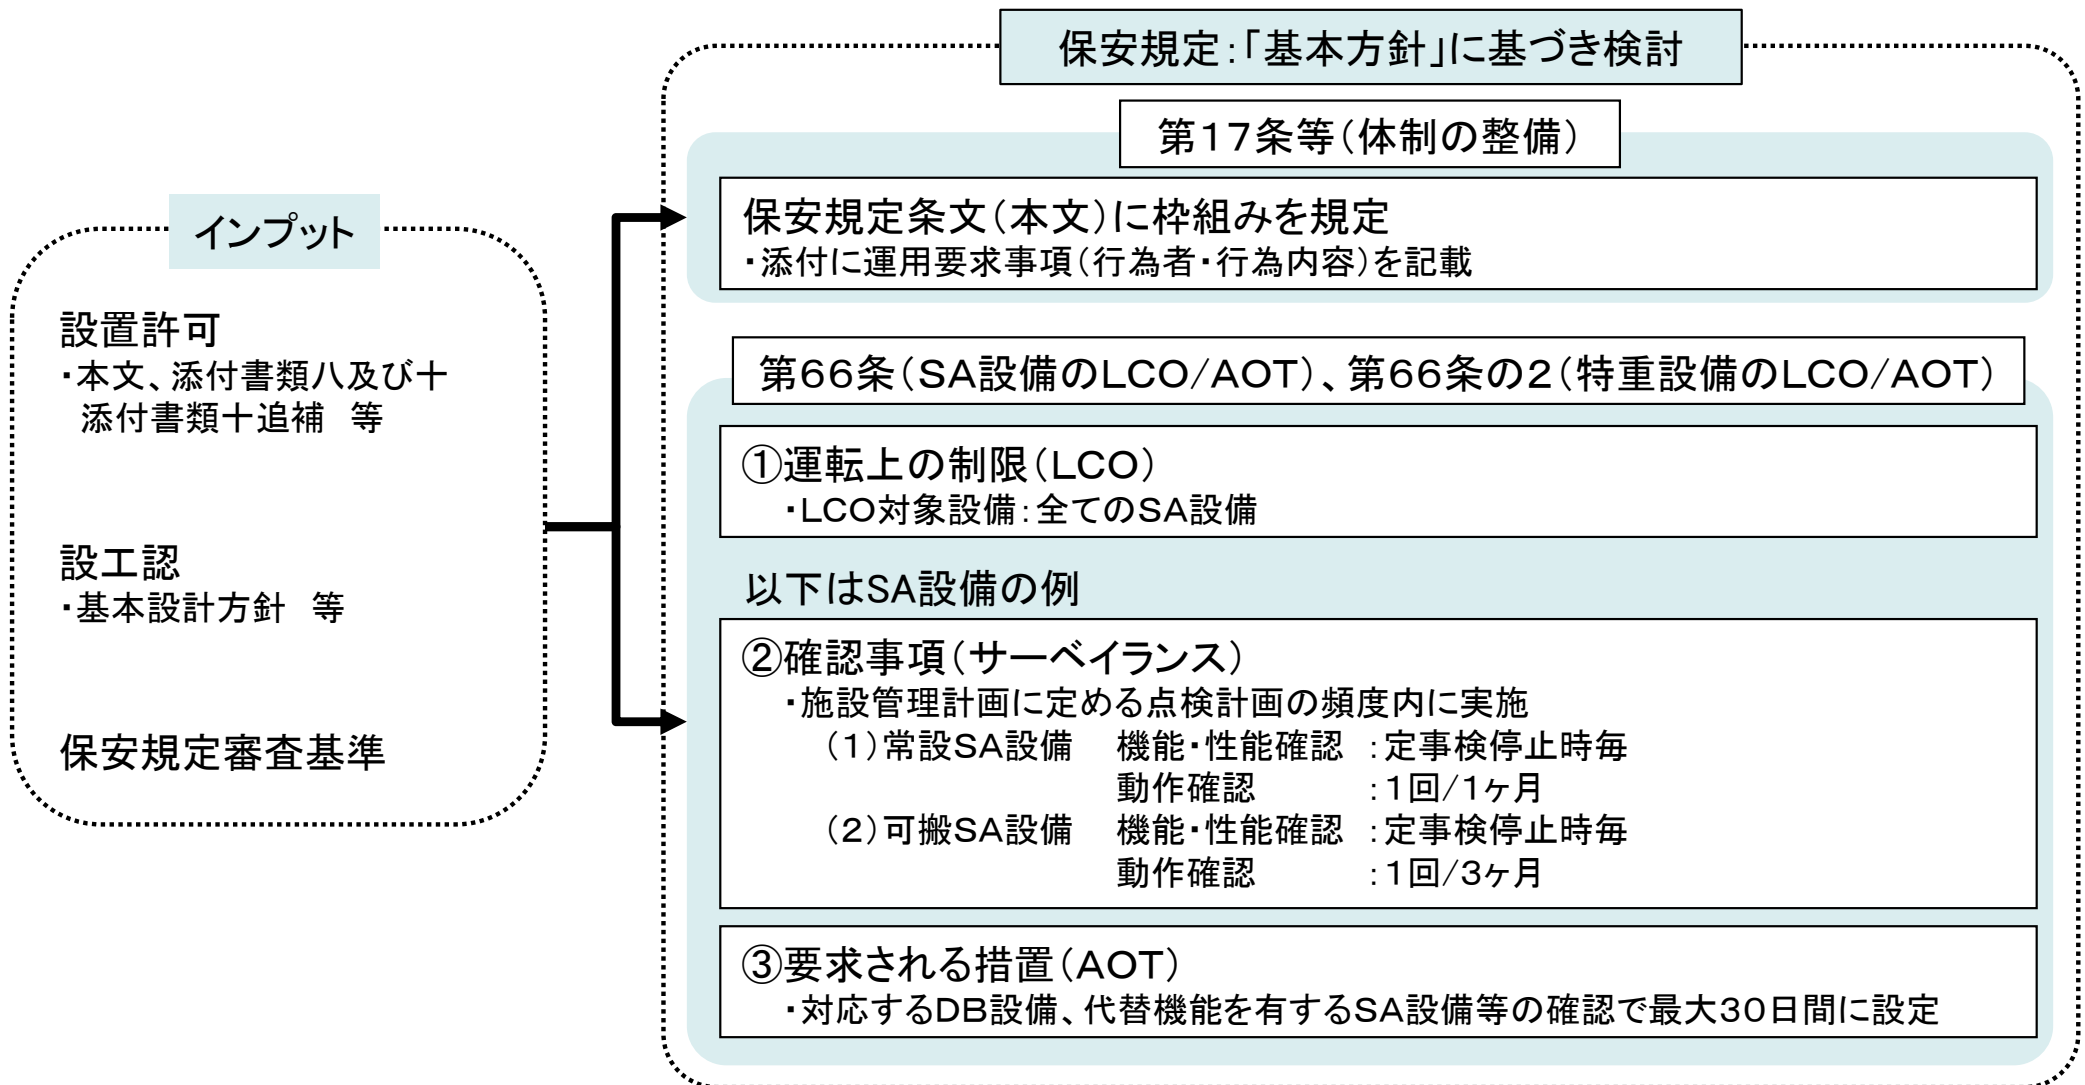 インプット
設置許可
・本文、添付書類八及び十
添付書類十追補　等
設工認
・基本設計方針　等
保安規定審査基準
保安規定：「基本方針」に基づき検討
第１７条等（体制の整備）
保安規定条文（本文）に枠組みを規定
・添付に運用要求事項（行為者・行為内容）を記載
第６６条（ＳＡ設備のＬＣＯ/ＡＯＴ）、第６６条の２（特重設備のＬＣＯ/ＡＯＴ）
①運転上の制限（ＬＣＯ）
・ＬＣＯ対象設備：全てのＳＡ設備
以下はSA設備の例
②確認事項（サーベイランス）
・施設管理計画に定める点検計画の頻度内に実施
（１）常設ＳＡ設備　機能・性能確認　：定事検停止時毎
動作確認　：１回/１ヶ月
（２）可搬ＳＡ設備　機能・性能確認　：定事検停止時毎
動作確認　：１回/３ヶ月
③要求される措置（ＡＯＴ）
・対応するＤＢ設備、代替機能を有するＳＡ設備等の確認で最大３０日間に設定